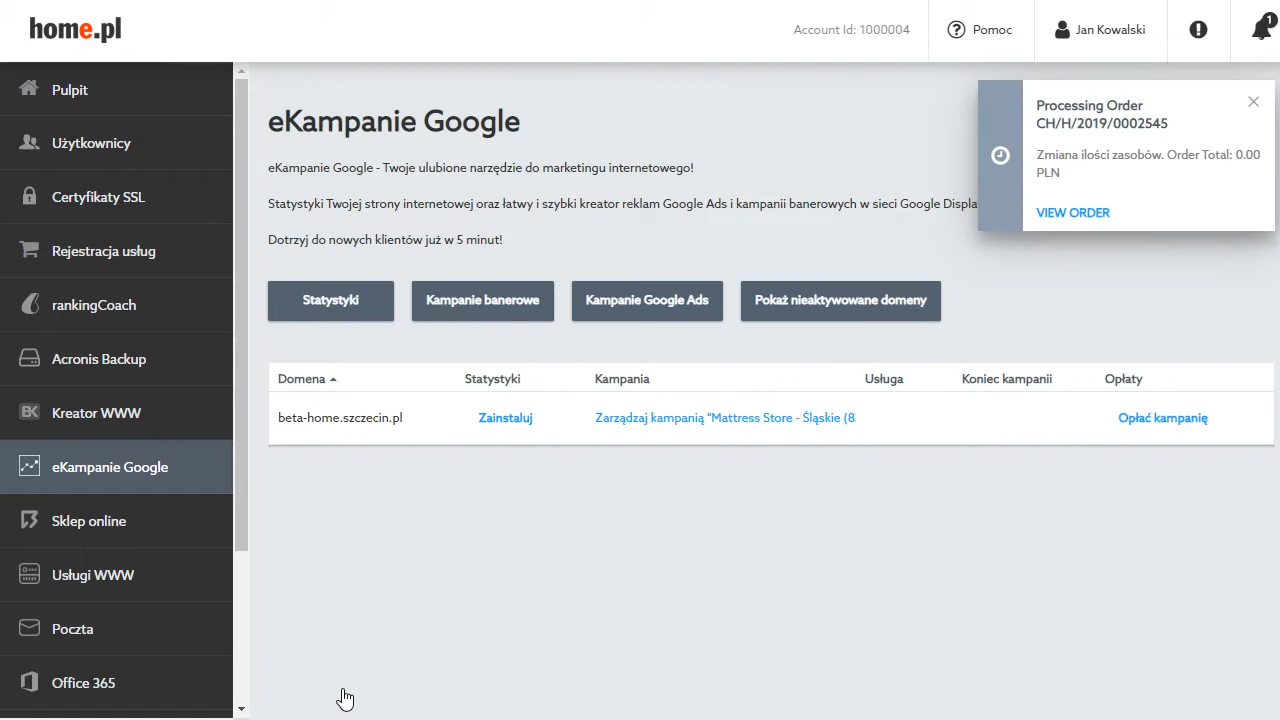 home.pl
Account Id: 1000004
Pomoc
Jan Kowalski
1
Pulpit
Użytkownicy
Certyfikaty SSL
Rejestracja usług
rankingCoach
Acronis Backup
Kreator WWW
eKampanie Google
Sklep online
Usługi WWW
Poczta
Office 365
eKampanie Google
eKampanie Google - Twoje ulubione narzędzie do marketingu internetowego!
Statystyki Twojej strony internetowej oraz łatwy i szybki kreator reklam Google Ads i kampanii banerowych w sieci Google Displa
Dotrzyj do nowych klientów już w 5 minut!
Processing Order
CH/H/2019/0002545
Zmiana ilości zasobów. Order Total: 0.00
PLN
VIEW ORDER
Statystyki Kampanie banerowe Kampanie Google Ads Pokaż nieaktywowane domeny
Domena Statystyki Kampania Usługa Koniec kampanii Opłaty
beta-home.szczecin.pl Zainstaluj Zarządzaj kampanią "Mattress Store - Śląskie (8. Opłać kampanię